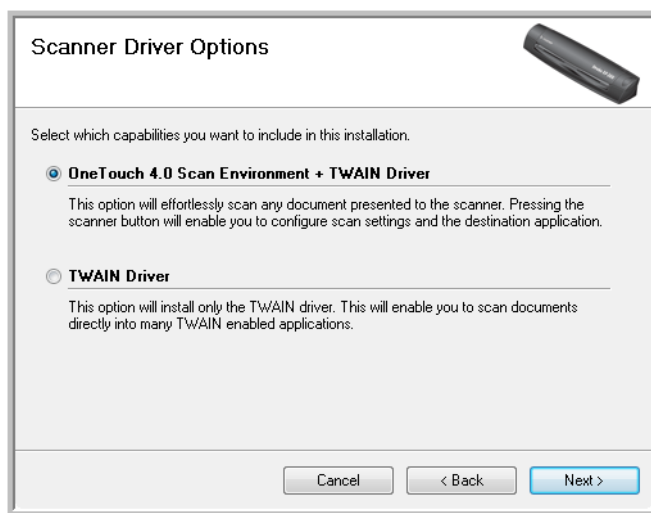 Scanner Driver Options
Select which capabilities you want to include in this installation.
OneTouch 4.0 Scan Environment + TWAIN Driver
This option will effortlessly scan any document presented to the scanner. Pressing the
scanner button will enable you to configure scan settings and the destination application.
TWAIN Driver
This option will install only the TWAIN driver. This will enable you to scan documents
directly into many TWAIN enabled applications.
Cancel
< Back
Next >